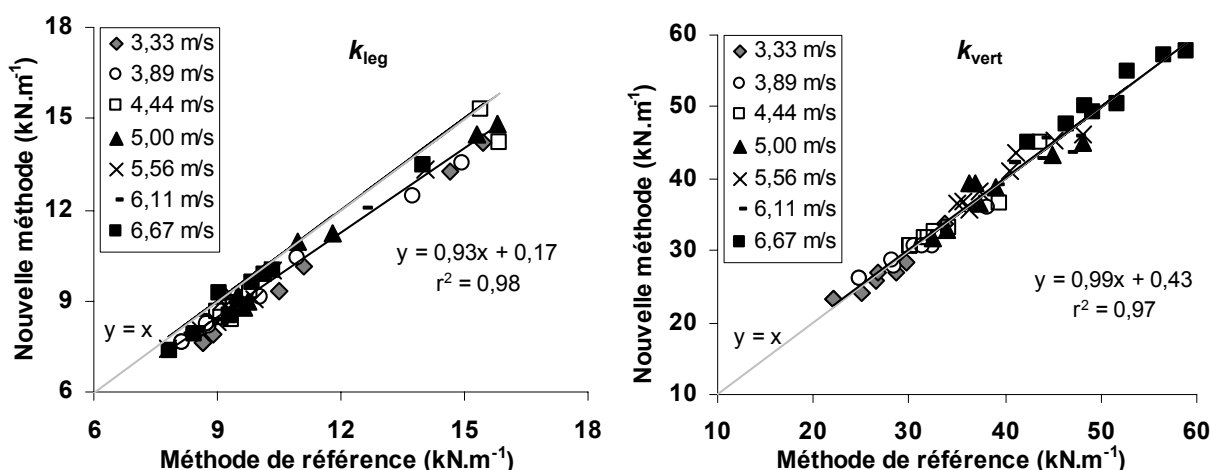 18
15
12
9
6
6
9
12
15
18
Nouvelle méthode (kN.m⁻¹)
Méthode de référence (kN.m⁻¹)
k_leg
3,33 m/s
3,89 m/s
4,44 m/s
5,00 m/s
5,56 m/s
6,11 m/s
6,67 m/s
y = 0,93x + 0,17
r² = 0,98
y = x
60
50
40
30
20
10
10
20
30
40
50
60
Nouvelle méthode (kN.m⁻¹)
Méthode de référence (kN.m⁻¹)
k_vert
3,33 m/s
3,89 m/s
4,44 m/s
5,00 m/s
5,56 m/s
6,11 m/s
6,67 m/s
y = 0,99x + 0,43
r² = 0,97
y = x